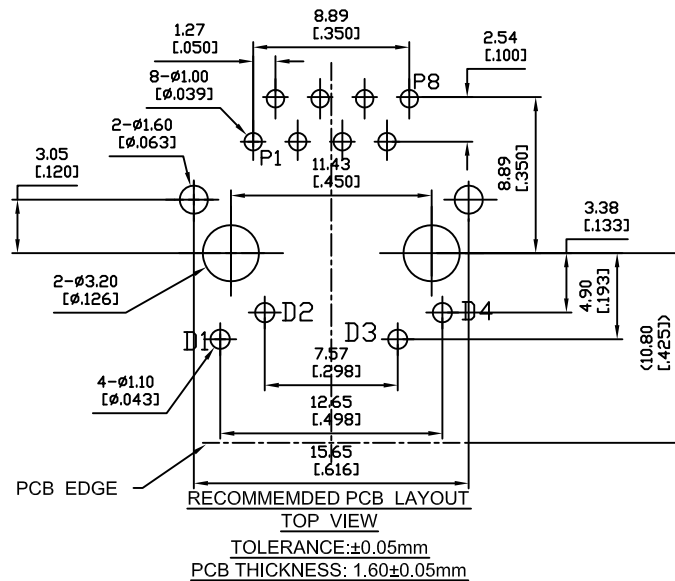 8.89
[.350]
1.27
[.050]
2.54
[.100]
8-ø1.00
[ø.039]
P8
2-ø1.60
[ø.063]
P1
3.05
[.120]
11.43
[.450]
8.89
[.350]
3.38
[.133]
2-ø3.20
[ø.126]
4.90
[.193]
D2
D4
D1
D3
<10.80
[.425]>
7.57
[.298]
4-ø1.10
[ø.043]
12.65
[.498]
15.65
[.616]
PCB EDGE
RECOMMEMDED PCB LAYOUT
TOP VIEW
TOLERANCE:±0.05mm
PCB THICKNESS: 1.60±0.05mm